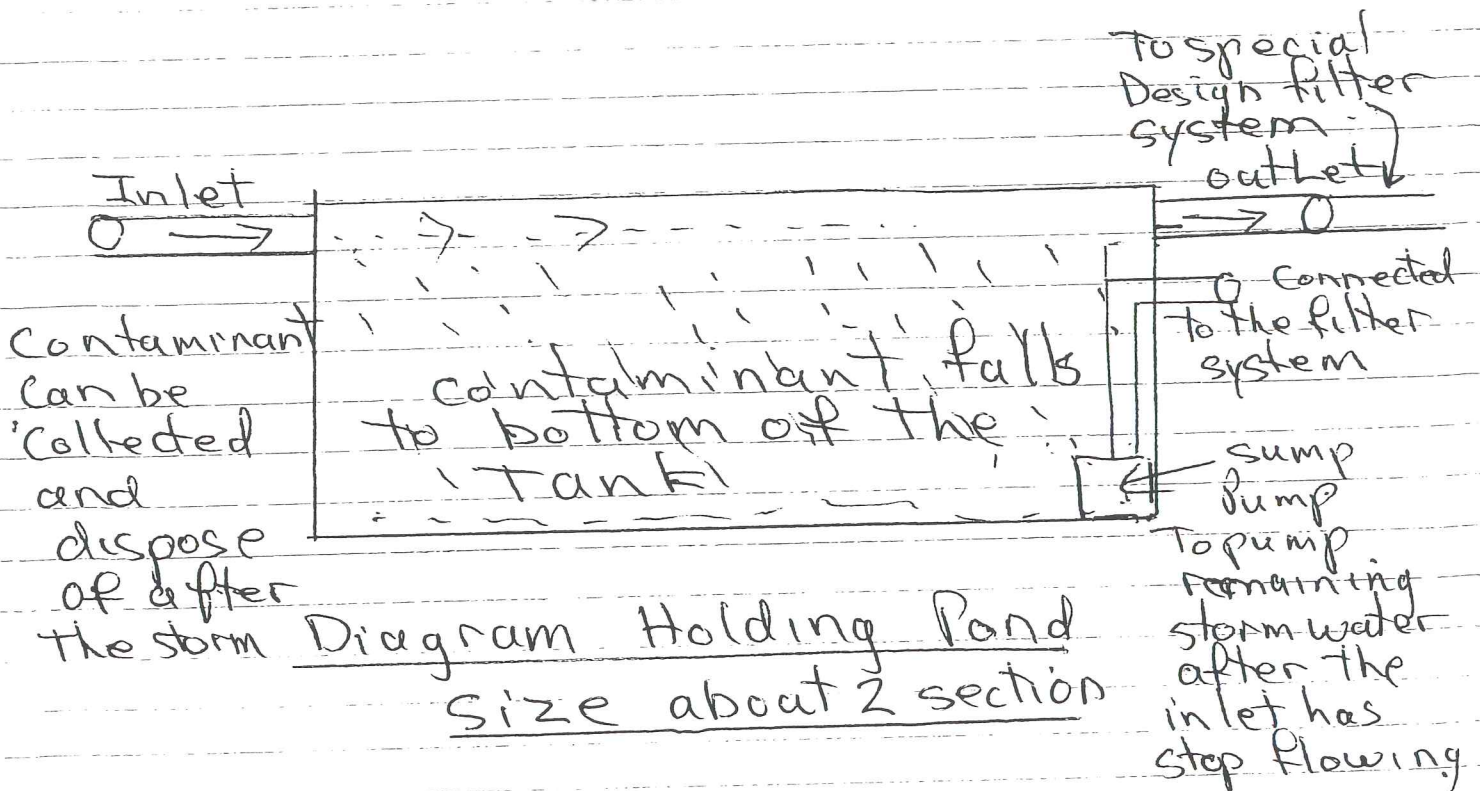 To special
Design filter
system
outlet
Inlet
Contaminant
Can be
Collected
and
dispose
of after
the storm
contalminant falls
to bottom of the
Tank
Connected
to the filter
system
sump
Pump
To pump
remaining
storm water
after the
inlet has
stop flowing
Diagram Holding Pond
size about 2 section